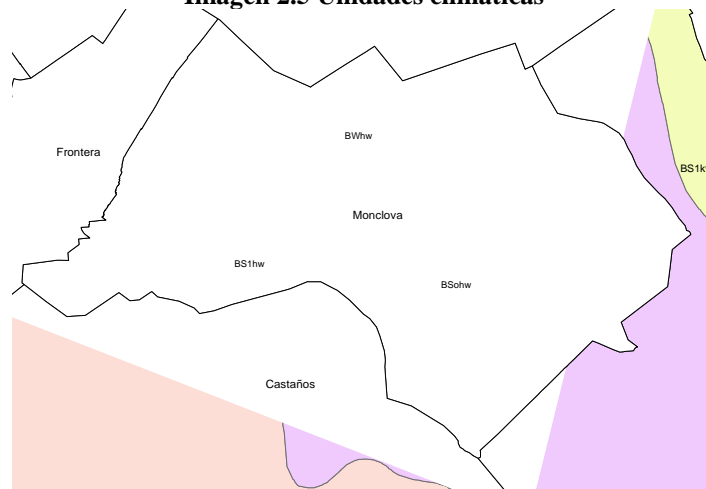 Imagen 2.5 Unidades climáticas
BWhw
Frontera
BS1k
Monclova
BS1hw
BSohw
Castaños